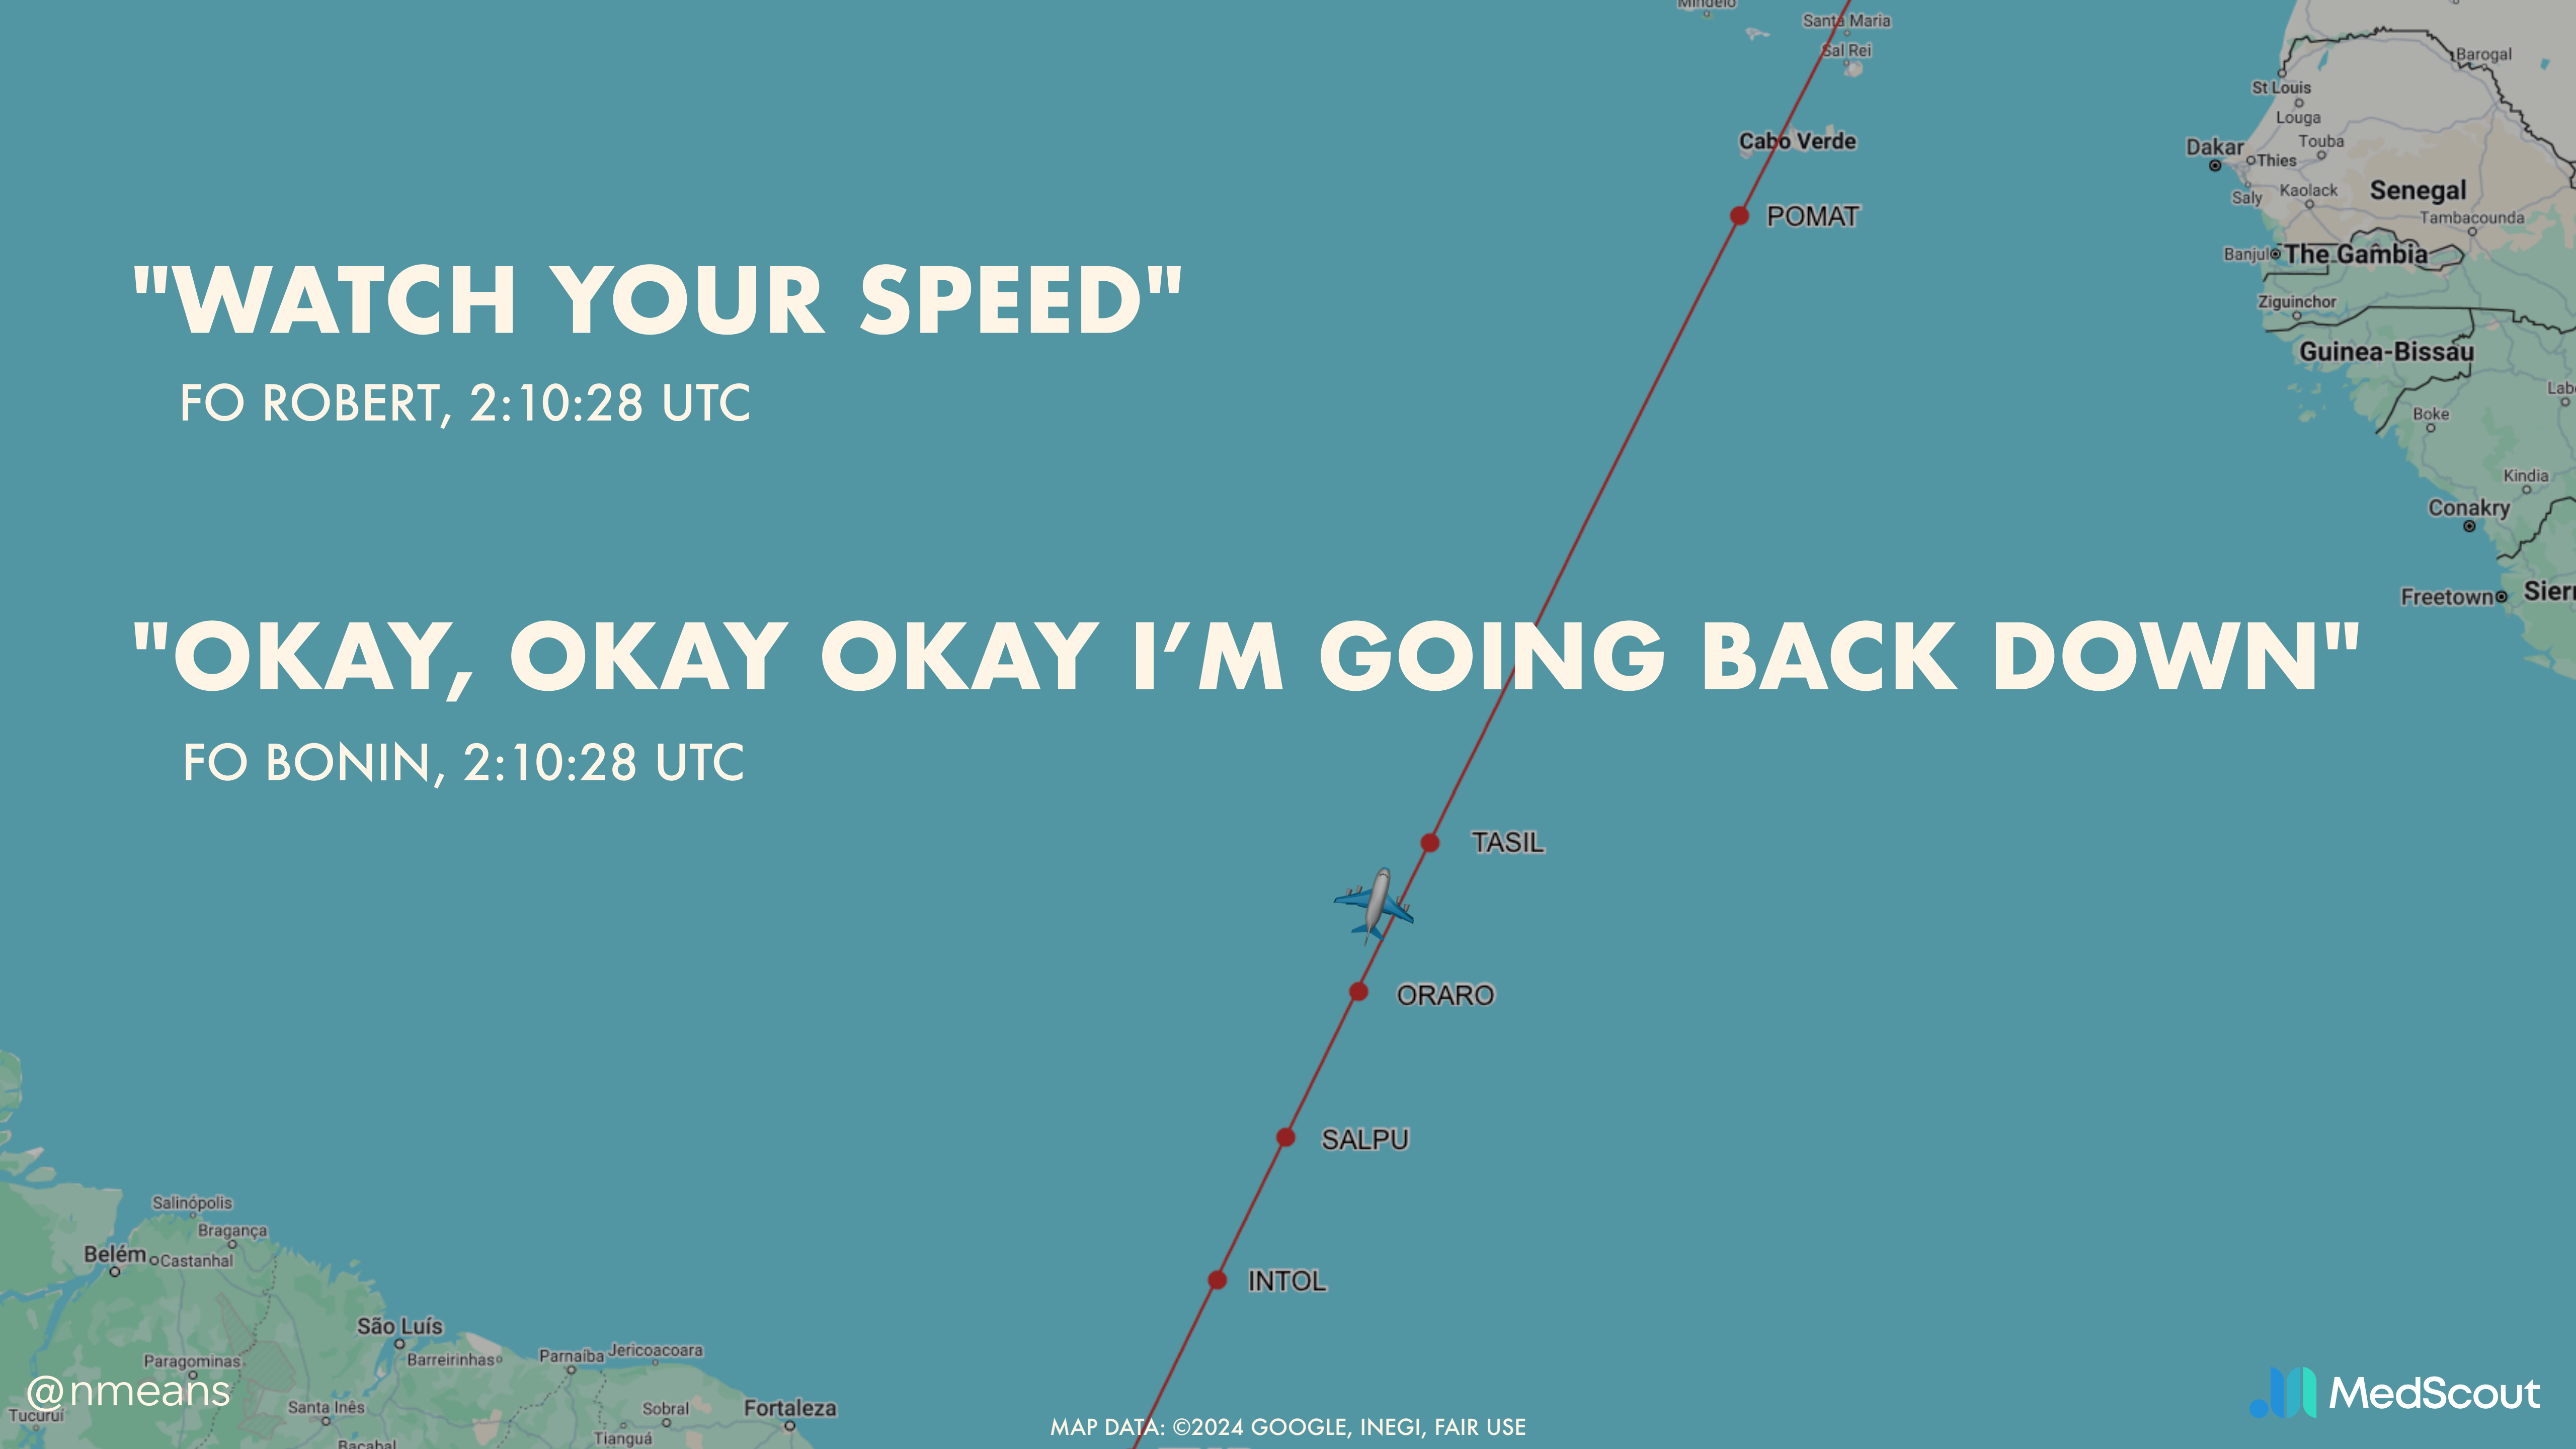 Mindelo
Santa Maria
Sal Rei
Barogal
St Louis
Louga
Cabo Verde
Dakar
Touba
Thies
Saly
Kaolack
Senegal
POMAT
Tambacounda
Banjul
The Gambia
"WATCH YOUR SPEED"
Ziguinchor
Guinea-Bissau
FO ROBERT, 2:10:28 UTC
Boke
Kindia
Conakry
Freetown
"OKAY, OKAY OKAY I’M GOING BACK DOWN"
FO BONIN, 2:10:28 UTC
TASIL
ORARO
SALPU
Salinópolis
Bragança
Belém
Castanhal
INTOL
São Luís
Barreirinhas
Parnaíba
Jericoacoara
Paragominas
@nmeans
Tucuruí
Santa Inês
Sobral
Fortaleza
Tianguá
Bacabal
MAP DATA: ©2024 GOOGLE, INEGI, FAIR USE
MedScout